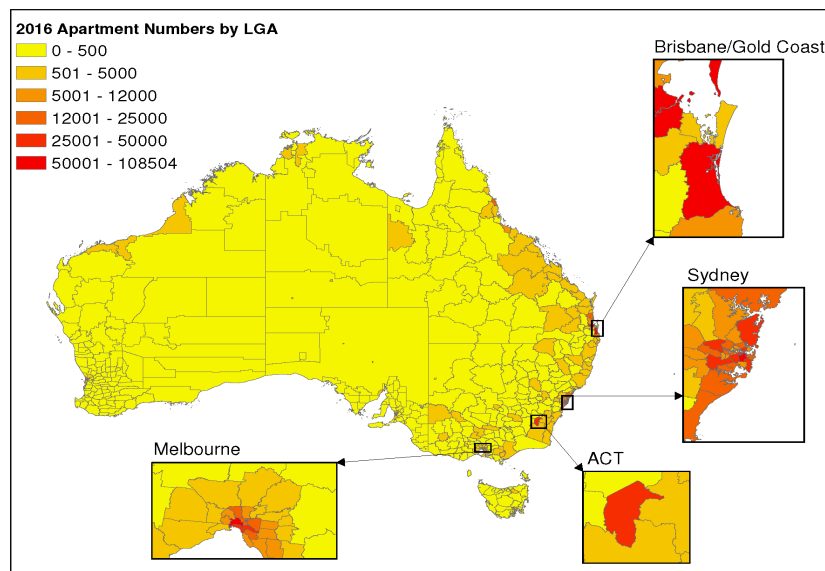 2016 Apartment Numbers by LGA
0 - 500
501 - 5000
5001 - 12000
12001 - 25000
25001 - 50000
50001 - 108504
Brisbane/Gold Coast
Sydney
Melbourne
ACT